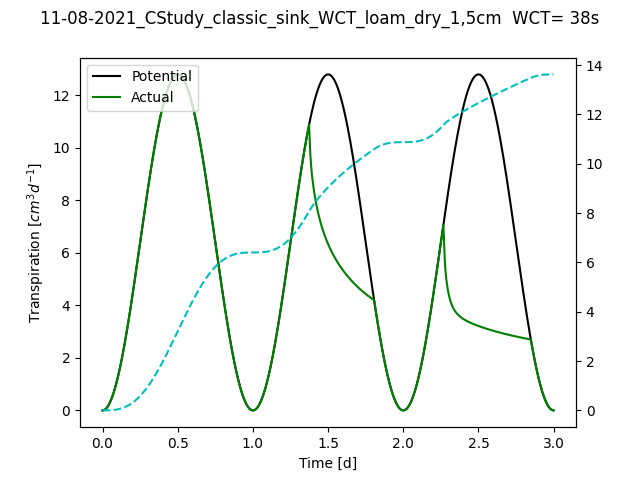 11-08-2021_CStudy_classic_sink_WCT_loam_dry_1,5cm  WCT= 38s
Potential
Actual
Transpiration [cm³d⁻¹]
12
10
8
6
4
2
0
14
12
10
8
6
4
2
0
0.0 0.5 1.0 1.5 2.0 2.5 3.0
Time [d]